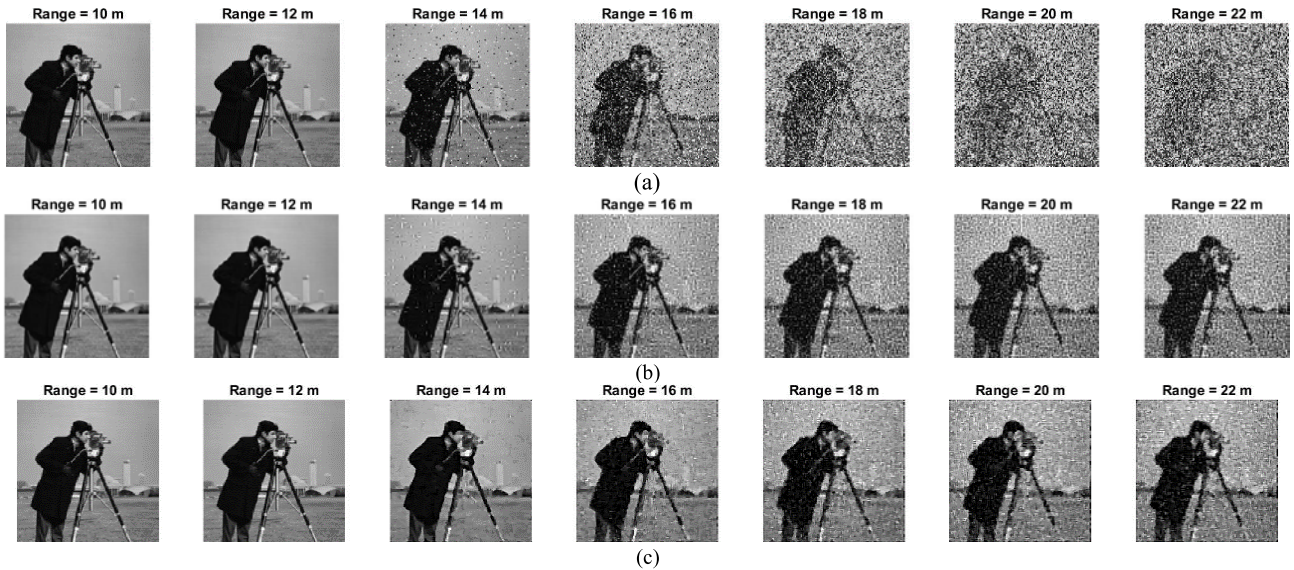 Range = 10 m Range = 12 m Range = 14 m Range = 16 m Range = 18 m Range = 20 m Range = 22 m
(a)
Range = 10 m Range = 12 m Range = 14 m Range = 16 m Range = 18 m Range = 20 m Range = 22 m
(b)
Range = 10 m Range = 12 m Range = 14 m Range = 16 m Range = 18 m Range = 20 m Range = 22 m
(c)